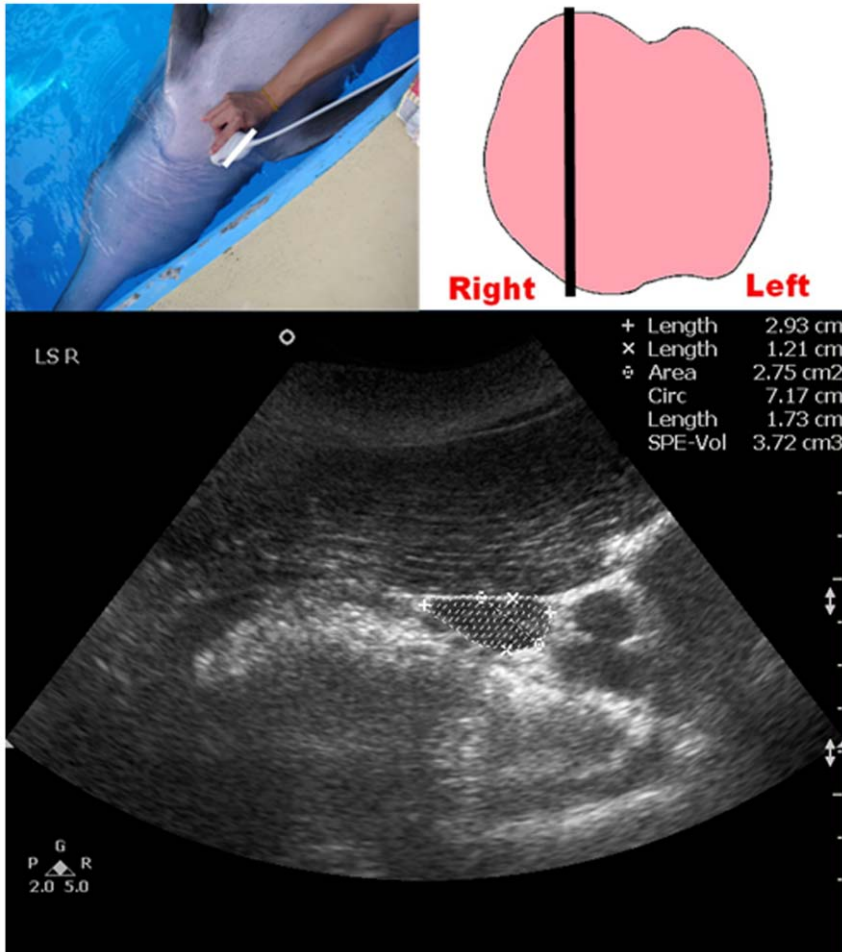 Right
Left
LS R
+ Length 2.93 cm
× Length 1.21 cm
Area 2.75 cm2
Circ 7.17 cm
Length 1.73 cm
SPE-Vol 3.72 cm3
G
P R
2.0 5.0